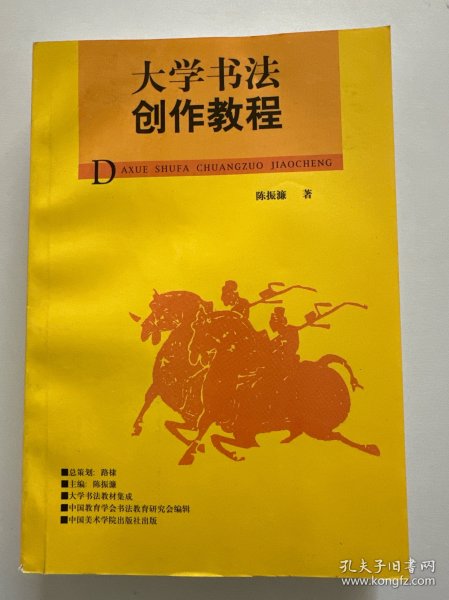 大学书法
创作教程
DAXUE SHUFA CHUANGZUO JIAOCHENG
陈振濂 著
■总策划: 路棣
■主编: 陈振濂
■大学书法教材集成
■中国教育学会书法教育研究会编辑
■中国美术学院出版社出版
孔夫子旧书网
www.kongfz.com